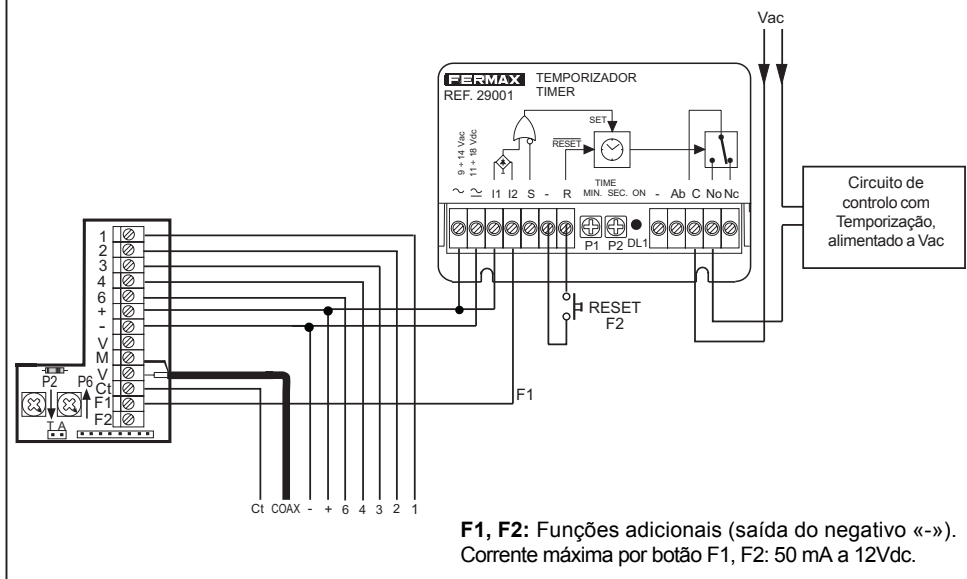 Vac
FERMAX TEMPORIZADOR
REF. 29001 TIMER
9 ÷ 14 Vac
11 ÷ 18 Vdc
SET
RESET
TIME
MIN. SEC. ON
~ ≂ I1 I2 S - R - Ab C No Nc
P1 P2 DL1
Circuito de
controlo com
Temporização,
alimentado a Vac
RESET
F2
1
2
3
4
6
+
-
V
M
V
Ct
F1
F2
P2 P6
T A
F1
Ct COAX - + 6 4 3 2 1
F1, F2: Funções adicionais (saída do negativo «-»).
Corrente máxima por botão F1, F2: 50 mA a 12Vdc.